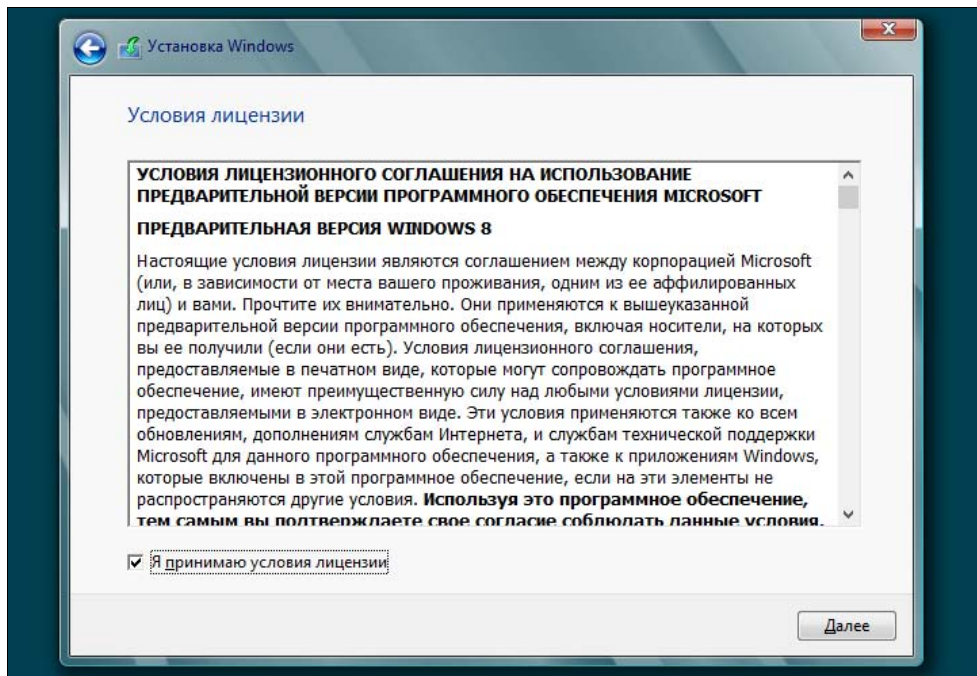 Установка Windows
Условия лицензии
УСЛОВИЯ ЛИЦЕНЗИОННОГО СОГЛАШЕНИЯ НА ИСПОЛЬЗОВАНИЕ
ПРЕДВАРИТЕЛЬНОЙ ВЕРСИИ ПРОГРАММНОГО ОБЕСПЕЧЕНИЯ MICROSOFT
ПРЕДВАРИТЕЛЬНАЯ ВЕРСИЯ WINDOWS 8
Настоящие условия лицензии являются соглашением между корпорацией Microsoft
(или, в зависимости от места вашего проживания, одним из ее аффилированных
лиц) и вами. Прочтите их внимательно. Они применяются к вышеуказанной
предварительной версии программного обеспечения, включая носители, на которых
вы ее получили (если они есть). Условия лицензионного соглашения,
предоставляемые в печатном виде, которые могут сопровождать программное
обеспечение, имеют преимущественную силу над любыми условиями лицензии,
предоставляемыми в электронном виде. Эти условия применяются также ко всем
обновлениям, дополнениям службам Интернета, и службам технической поддержки
Microsoft для данного программного обеспечения, а также к приложениям Windows,
которые включены в этой программное обеспечение, если на эти элементы не
распространяются другие условия. Используя это программное обеспечение,
тем самым вы подтверждаете свое согласие соблюдать данные условия.
Я принимаю условия лицензии
Далее